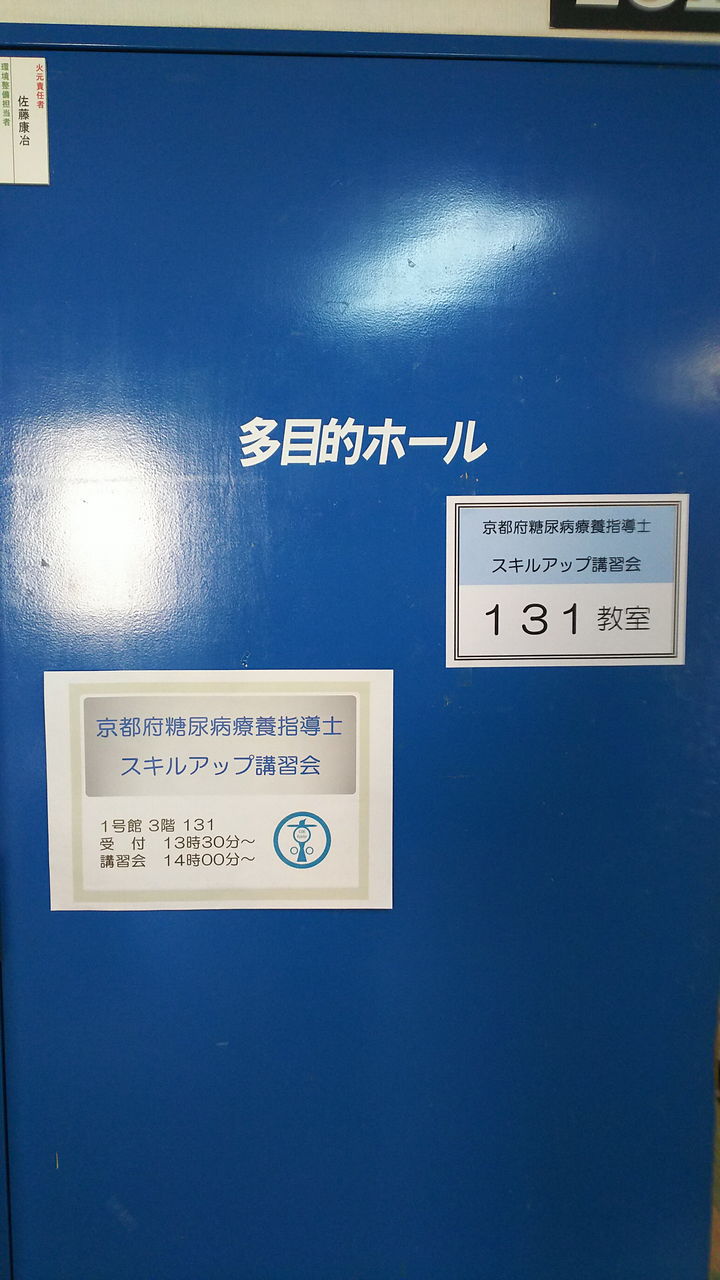 火元責任者
佐藤康治
環境整備担当者
多目的ホール
京都府糖尿病療養指導士
スキルアップ講習会
131教室
京都府糖尿病療養指導士
スキルアップ講習会
1号館 3階 131
受　付　13時30分～
講習会　14時00分～